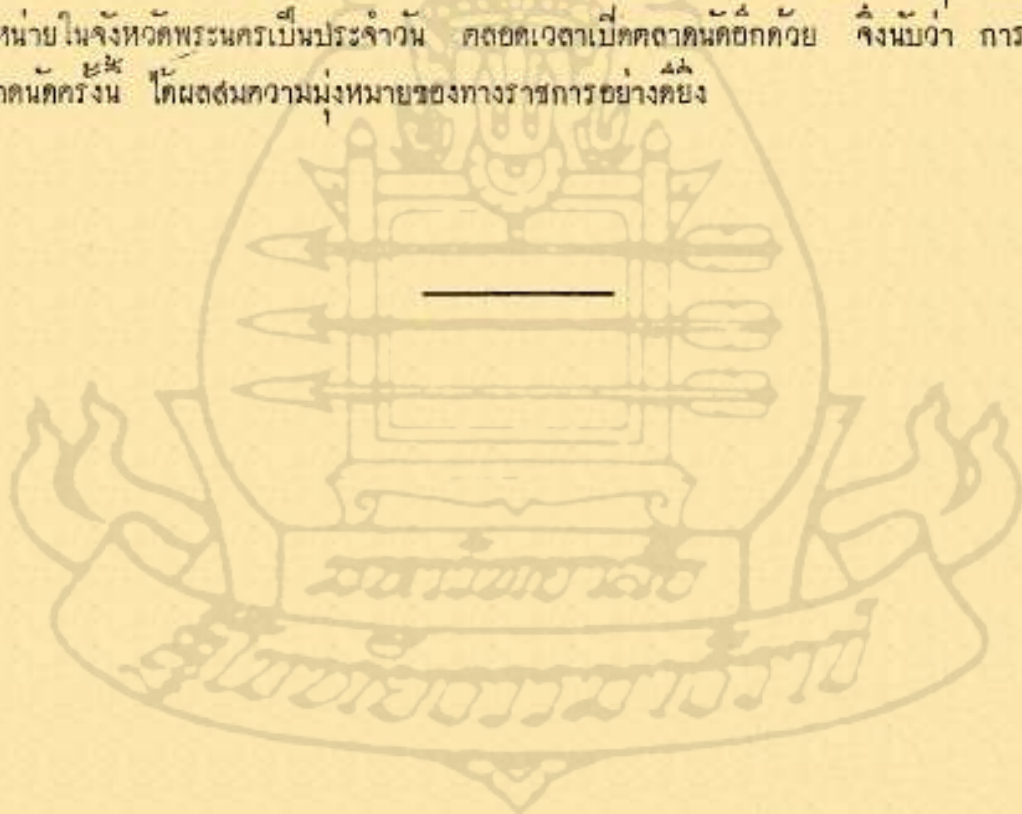 หน่ายในจังหวัดพระนครเป็นประจำวัน ตลอดเวลาเปิดตลาดนัดอีกด้วย จึงนับว่า การ
ดนัดครั้งนี้ ได้ผลสมความมุ่งหมายของทางราชการอย่างดียิ่ง